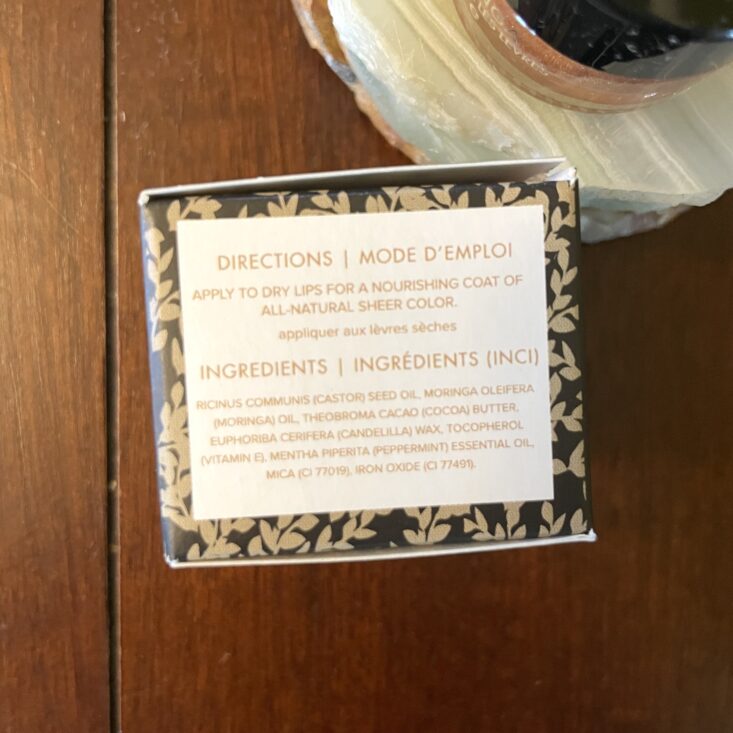 LÈVRES
DIRECTIONS | MODE D'EMPLOI
APPLY TO DRY LIPS FOR A NOURISHING COAT OF
ALL-NATURAL SHEER COLOR.
appliquer aux lèvres sèches
INGREDIENTS | INGRÉDIENTS (INCI)
RICINUS COMMUNIS (CASTOR) SEED OIL, MORINGA OLEIFERA
(MORINGA) OIL, THEOBROMA CACAO (COCOA) BUTTER,
EUPHORIBA CERIFERA (CANDELILLA) WAX, TOCOPHEROL
(VITAMIN E), MENTHA PIPERITA (PEPPERMINT) ESSENTIAL OIL,
MICA (CI 77019), IRON OXIDE (CI 77491).